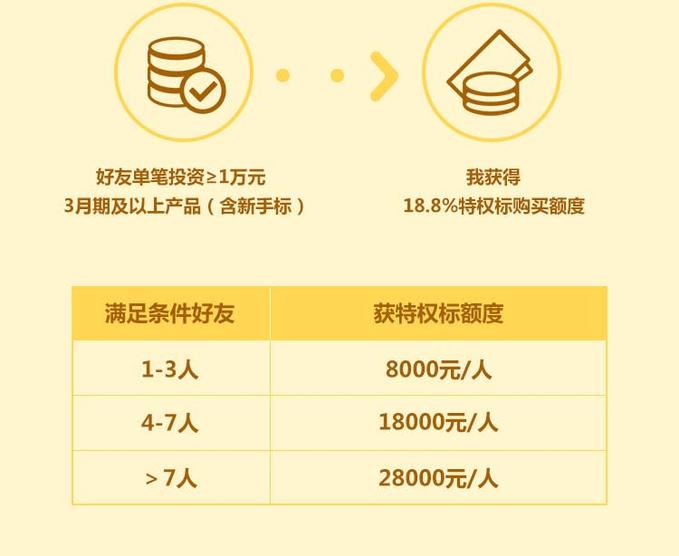 好友单笔投资≥1万元
3月期及以上产品（含新手标）
我获得
18.8%特权标购买额度
满足条件好友 获特权标额度
1-3人 8000元/人
4-7人 18000元/人
>7人 28000元/人